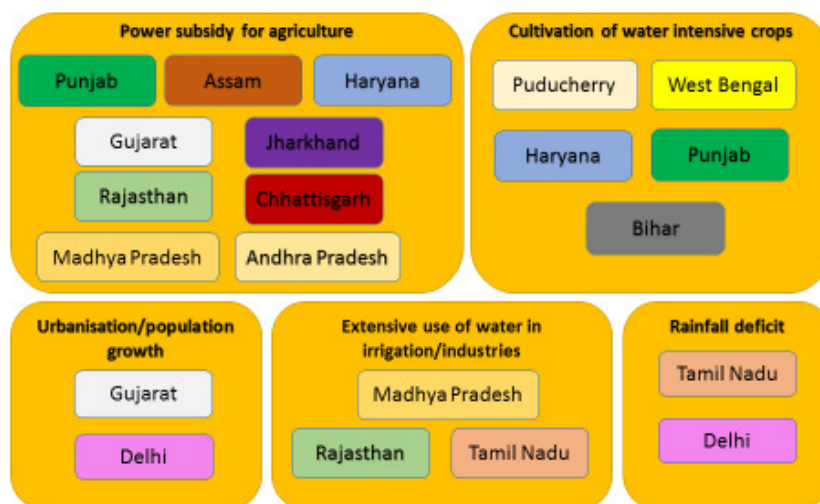 Power subsidy for agriculture
Punjab
Assam
Haryana
Gujarat
Jharkhand
Rajasthan
Chhattisgarh
Madhya Pradesh
Andhra Pradesh
Cultivation of water intensive crops
Puducherry
West Bengal
Haryana
Punjab
Bihar
Urbanisation/population
growth
Gujarat
Delhi
Extensive use of water in
irrigation/industries
Madhya Pradesh
Rajasthan
Tamil Nadu
Rainfall deficit
Tamil Nadu
Delhi